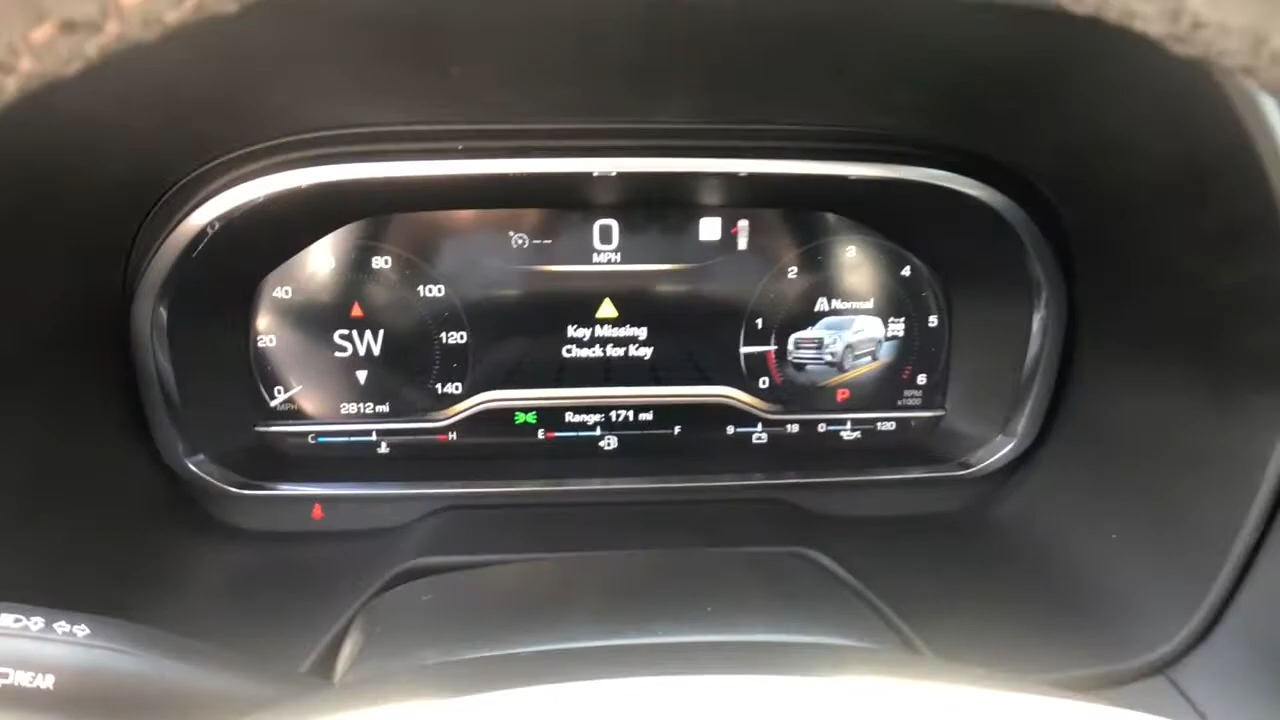 0
MPH
80
40
100
20
SW
120
0
140
MPH
2812 mi
Key Missing
Check for Key
3
2
4
Normal
1
5
0
6
P
RPM
x1000
Range: 171 mi
C
H
E
F
9
19
0
120
REAR